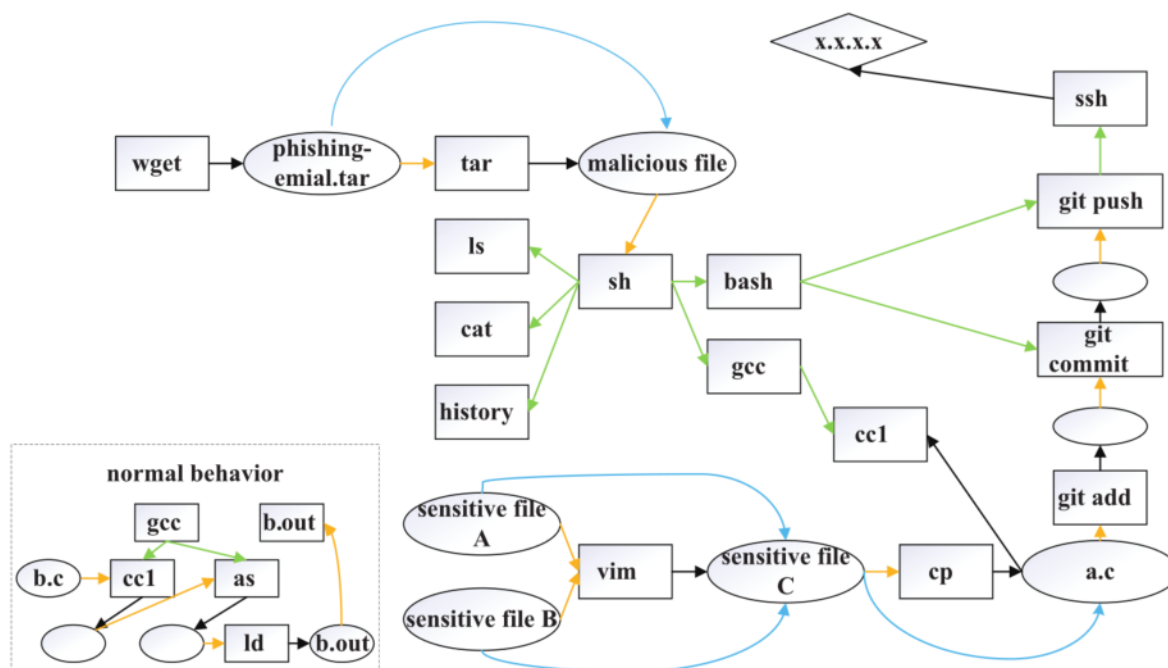 x.x.x.x
ssh
wget
phishing-
emial.tar
tar
malicious file
git push
ls
sh
bash
cat
git
commit
gcc
history
cc1
normal behavior
gcc
b.out
b.c
cc1
as
ld
b.out
sensitive file
A
vim
sensitive file
C
cp
git add
a.c
sensitive file B